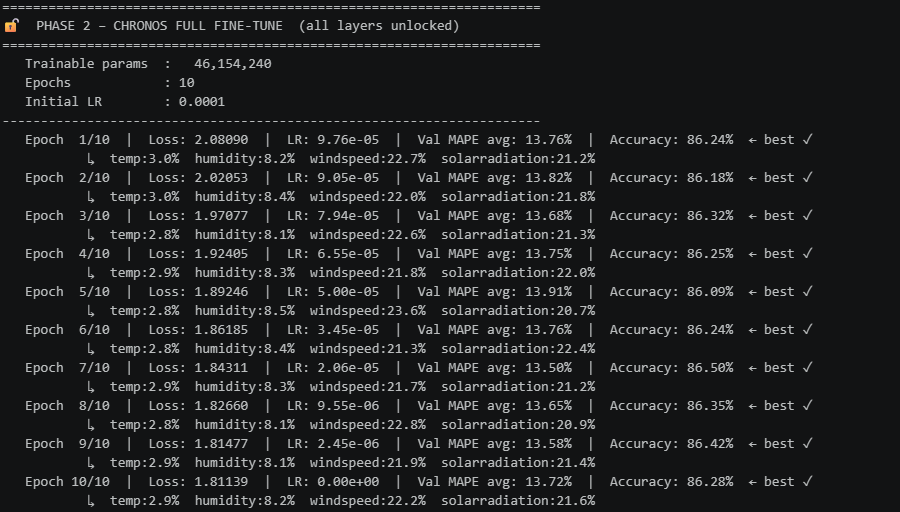 ======================================================================
🔓  PHASE 2 – CHRONOS FULL FINE-TUNE  (all layers unlocked)
======================================================================
Trainable params  :   46,154,240
Epochs            : 10
Initial LR        : 0.0001
----------------------------------------------------------------------
Epoch  1/10  |  Loss: 2.08090  |  LR: 9.76e-05  |  Val MAPE avg: 13.76%  |  Accuracy: 86.24%  ← best ✓
↳  temp:3.0%  humidity:8.2%  windspeed:22.7%  solarradiation:21.2%
Epoch  2/10  |  Loss: 2.02053  |  LR: 9.05e-05  |  Val MAPE avg: 13.82%  |  Accuracy: 86.18%  ← best ✓
↳  temp:3.0%  humidity:8.4%  windspeed:22.0%  solarradiation:21.8%
Epoch  3/10  |  Loss: 1.97077  |  LR: 7.94e-05  |  Val MAPE avg: 13.68%  |  Accuracy: 86.32%  ← best ✓
↳  temp:2.8%  humidity:8.1%  windspeed:22.6%  solarradiation:21.3%
Epoch  4/10  |  Loss: 1.92405  |  LR: 6.55e-05  |  Val MAPE avg: 13.75%  |  Accuracy: 86.25%  ← best ✓
↳  temp:2.9%  humidity:8.3%  windspeed:21.8%  solarradiation:22.0%
Epoch  5/10  |  Loss: 1.89246  |  LR: 5.00e-05  |  Val MAPE avg: 13.91%  |  Accuracy: 86.09%  ← best ✓
↳  temp:2.8%  humidity:8.5%  windspeed:23.6%  solarradiation:20.7%
Epoch  6/10  |  Loss: 1.86185  |  LR: 3.45e-05  |  Val MAPE avg: 13.76%  |  Accuracy: 86.24%  ← best ✓
↳  temp:2.8%  humidity:8.4%  windspeed:21.3%  solarradiation:22.4%
Epoch  7/10  |  Loss: 1.84311  |  LR: 2.06e-05  |  Val MAPE avg: 13.50%  |  Accuracy: 86.50%  ← best ✓
↳  temp:2.9%  humidity:8.3%  windspeed:21.7%  solarradiation:21.2%
Epoch  8/10  |  Loss: 1.82660  |  LR: 9.55e-06  |  Val MAPE avg: 13.65%  |  Accuracy: 86.35%  ← best ✓
↳  temp:2.8%  humidity:8.1%  windspeed:22.8%  solarradiation:20.9%
Epoch  9/10  |  Loss: 1.81477  |  LR: 2.45e-06  |  Val MAPE avg: 13.58%  |  Accuracy: 86.42%  ← best ✓
↳  temp:2.9%  humidity:8.1%  windspeed:21.9%  solarradiation:21.4%
Epoch 10/10  |  Loss: 1.81139  |  LR: 0.00e+00  |  Val MAPE avg: 13.72%  |  Accuracy: 86.28%  ← best ✓
↳  temp:2.9%  humidity:8.2%  windspeed:22.2%  solarradiation:21.6%